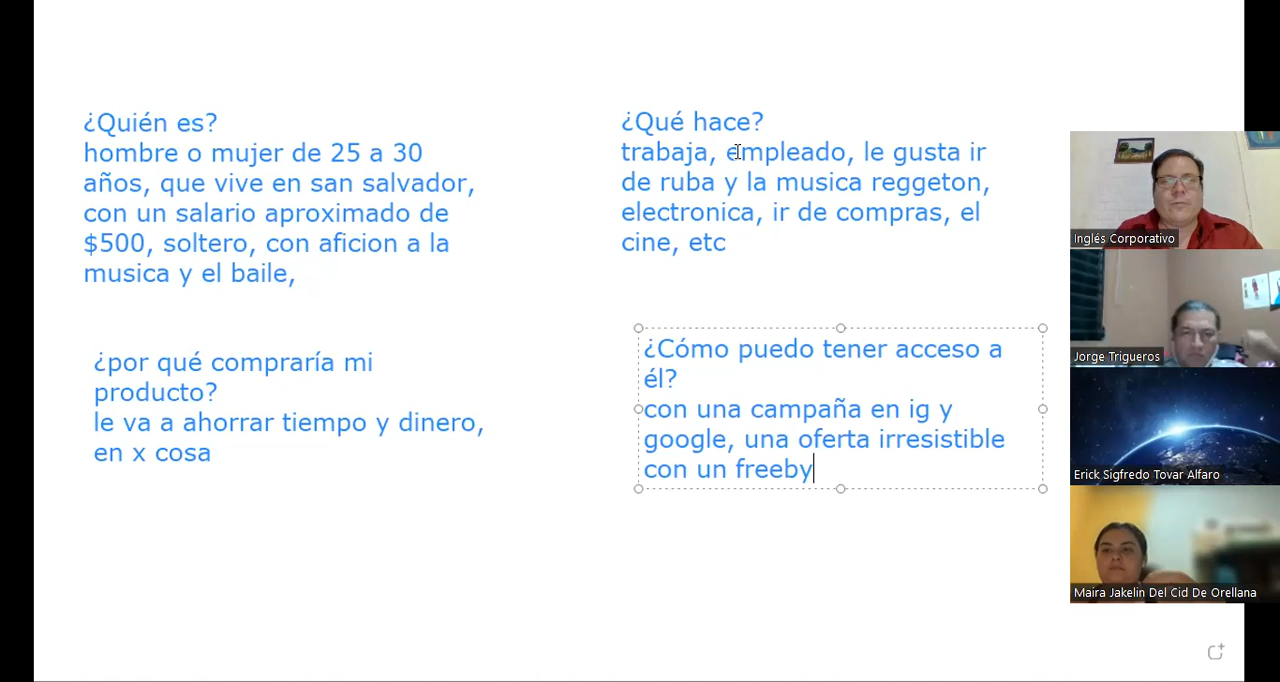 ¿Quién es?
hombre o mujer de 25 a 30
años, que vive en san salvador,
con un salario aproximado de
$500, soltero, con aficion a la
musica y el baile,
¿Qué hace?
trabaja, empleado, le gusta ir
de ruba y la musica reggeton,
electronica, ir de compras, el
cine, etc
¿por qué compraría mi
producto?
le va a ahorrar tiempo y dinero,
en x cosa
¿Cómo puedo tener acceso a
él?
con una campaña en ig y
google, una oferta irresistible
con un freeby
Inglés Corporativo
Jorge Trigueros
Erick Sigfredo Tovar Alfaro
Maira Jakelin Del Cid De Orellana